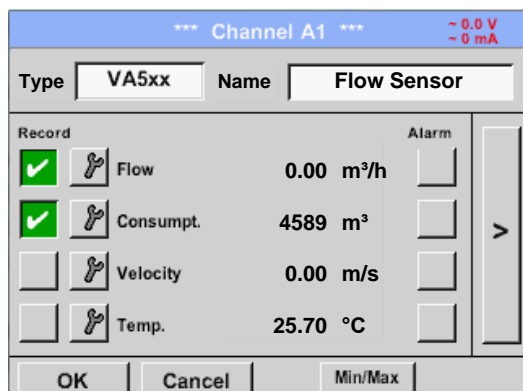 *** Channel A1 ***
~ 0.0 V
~ 0 mA
Type VA5xx Name Flow Sensor
Record Alarm
Flow 0.00 m³/h
Consumpt. 4589 m³
Velocity 0.00 m/s
Temp. 25.70 °C
>
OK Cancel Min/Max